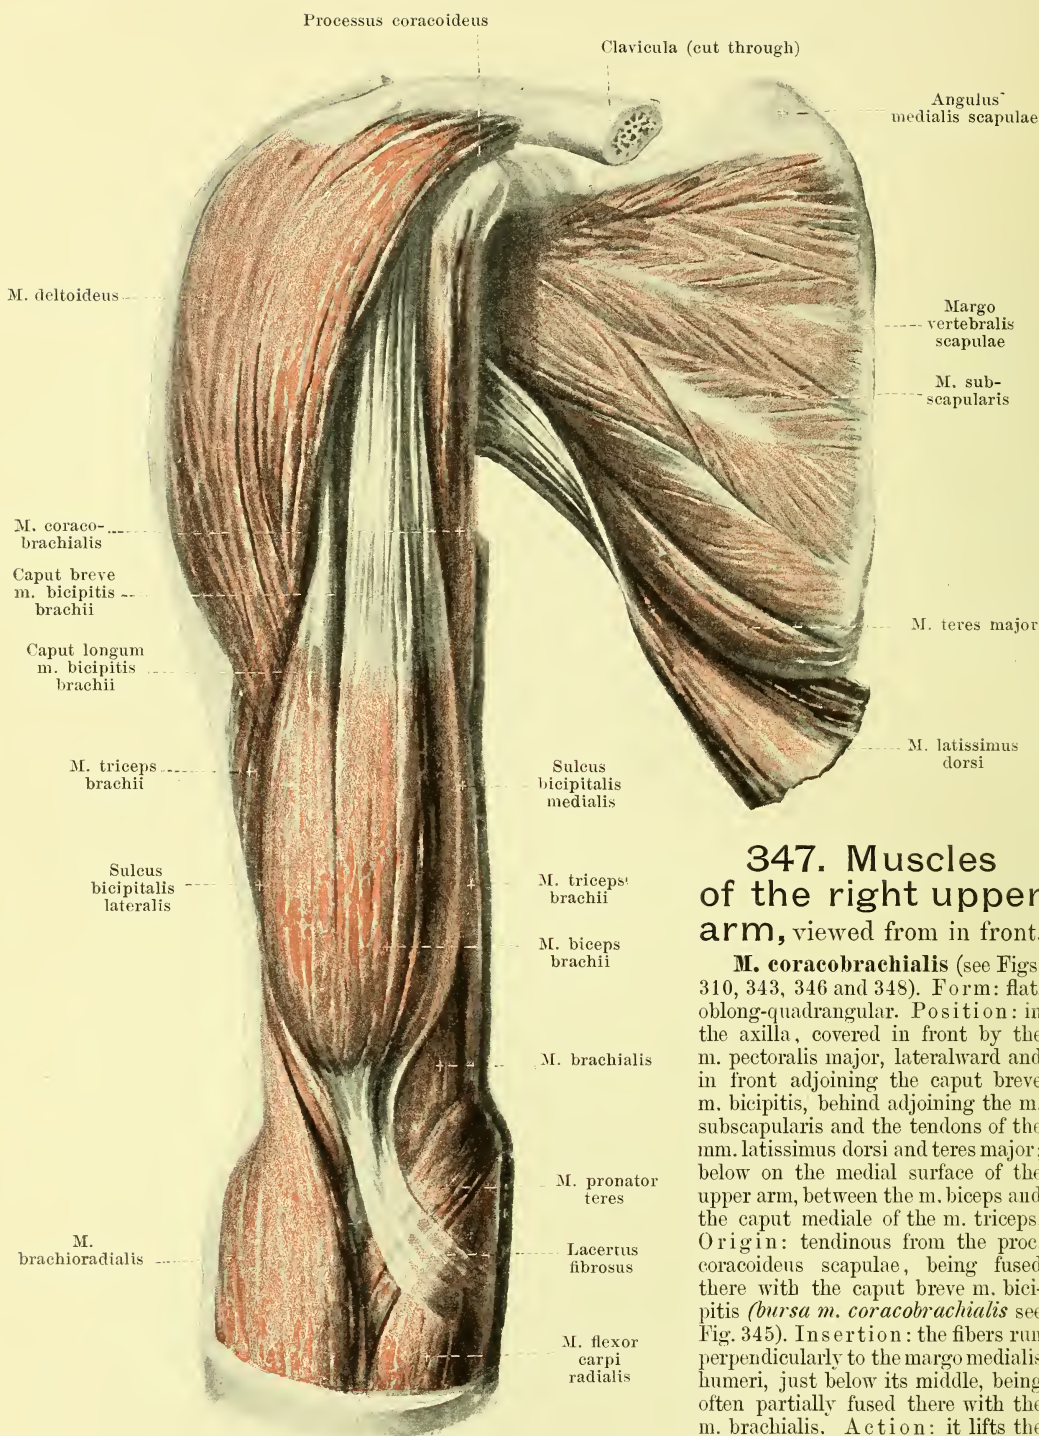 Processus coracoideus
Clavicula (cut through)
Angulus
medialis scapulae
M. deltoideus
Margo
vertebralis
scapulae
M. sub-
scapularis
M. coraco-
brachialis
Caput breve
m. bicipitis
brachii
Caput longum
m. bicipitis
brachii
M. teres major
M. triceps
brachii
Sulcus
bicipitalis
medialis
M. latissimus
dorsi
Sulcus
bicipitalis
lateralis
M. triceps
brachii
M. biceps
brachii
M. brachialis
M. pronator
teres
M.
brachioradialis
Lacertus
fibrosus
M. flexor
carpi
radialis
347. Muscles
of the right upper
arm, viewed from in front.
M. coracobrachialis (see Figs.
310, 343, 346 and 348). Form: flat,
oblong-quadrangular. Position: in
the axilla, covered in front by the
m. pectoralis major, lateralward and
in front adjoining the caput breve
m. bicipitis, behind adjoining the m.
subscapularis and the tendons of the
mm. latissimus dorsi and teres major;
below on the medial surface of the
upper arm, between the m. biceps and
the caput mediale of the m. triceps.
Origin: tendinous from the proc.
coracoideus scapulae, being fused
there with the caput breve m. bici-
pitis (bursa m. coracobrachialis see
Fig. 345). Insertion: the fibers run
perpendicularly to the margo medialis
humeri, just below its middle, being
often partially fused there with the
m. brachialis. Action: it lifts the